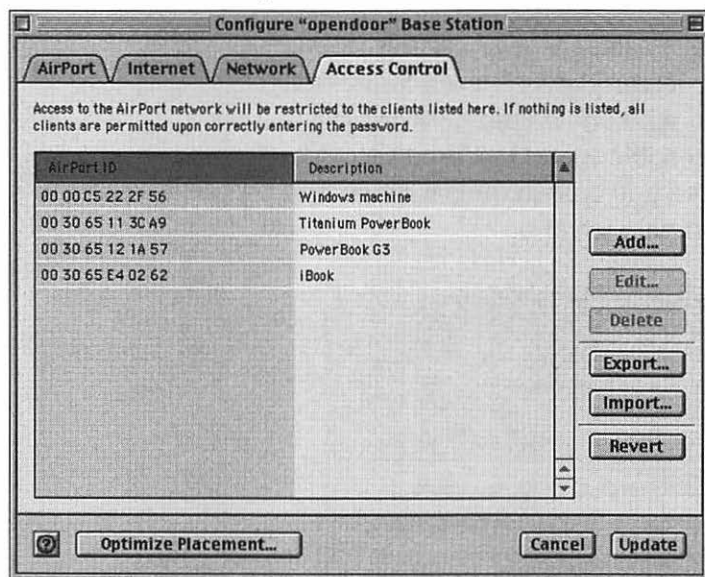 Configure “opendoor” Base Station
AirPort Internet Network Access Control
Access to the AirPort network will be restricted to the clients listed here. If nothing is listed, all
clients are permitted upon correctly entering the password.
AirPort ID Description
00 00 C5 22 2F 56 Windows machine
00 30 65 11 3C A9 Titanium PowerBook
00 30 65 12 1A 57 PowerBook G3
00 30 65 E4 02 62 iBook
Add...
Edit...
Delete
Export...
Import...
Revert
? Optimize Placement... Cancel Update